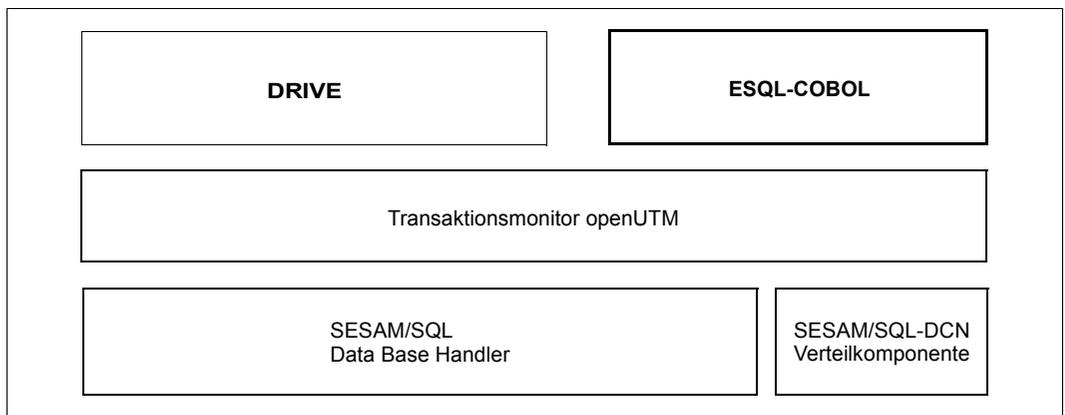 DRIVE
ESQL-COBOL
Transaktionsmonitor openUTM
SESAM/SQL
Data Base Handler
SESAM/SQL-DCN
Verteilkomponente